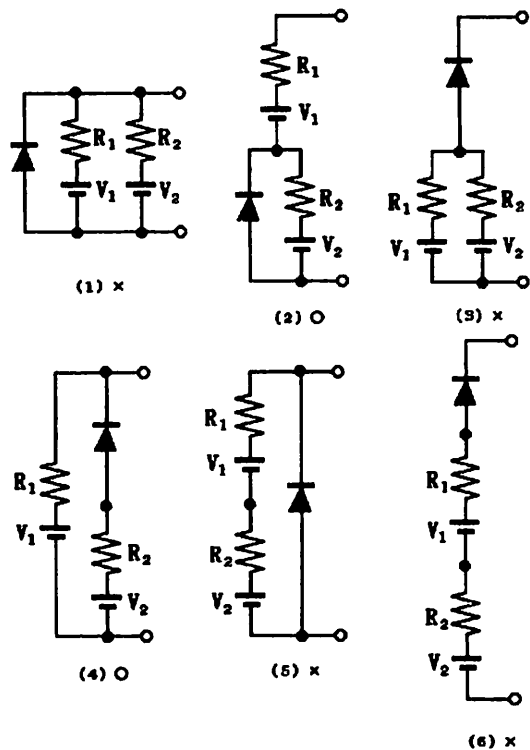 R1 R2
V1 V2
(1) ×
R1
V1
R2
V2
(2) ○
R1 R2
V1 V2
(3) ×
R1
V1
R2
V2
(4) ○
R1
V1
R2
V2
(5) ×
R1
V1
R2
V2
(6) ×